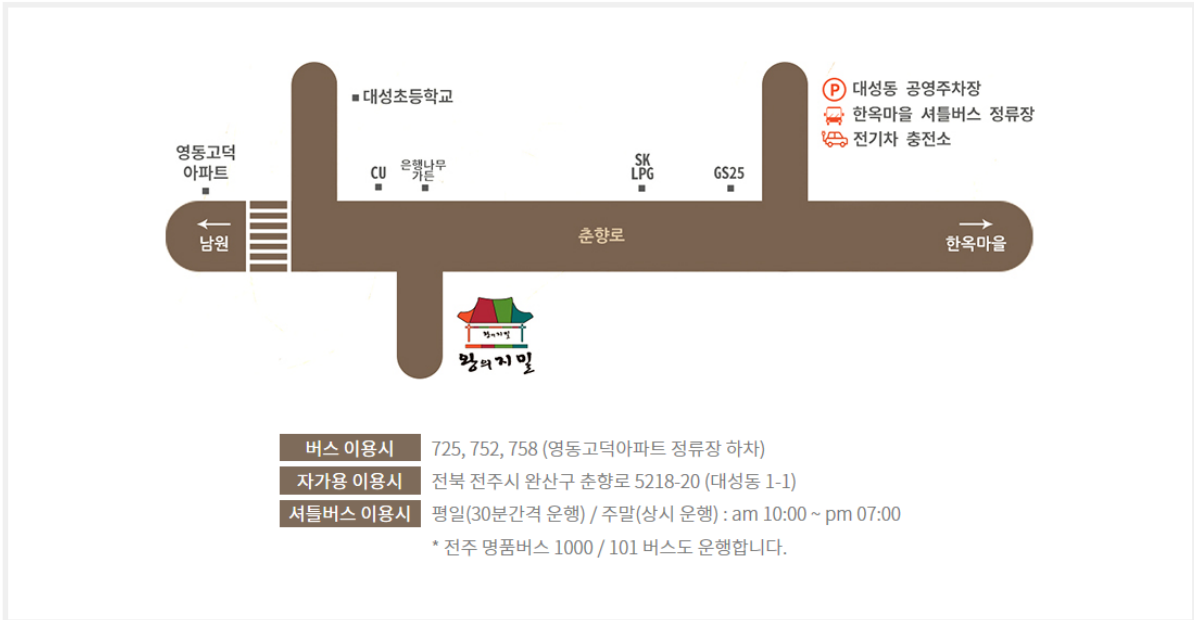 대성초등학교
P 대성동 공영주차장
한옥마을 셔틀버스 정류장
전기차 충전소
영동고덕
아파트
CU
은행나무
가든
SK
LPG
GS25
← 남원
춘향로
→ 한옥마을
왕의지밀
왕의지밀
버스 이용시 725, 752, 758 (영동고덕아파트 정류장 하차)
자가용 이용시 전북 전주시 완산구 춘향로 5218-20 (대성동 1-1)
셔틀버스 이용시 평일(30분간격 운행) / 주말(상시 운행) : am 10:00 ~ pm 07:00
* 전주 명품버스 1000 / 101 버스도 운행합니다.